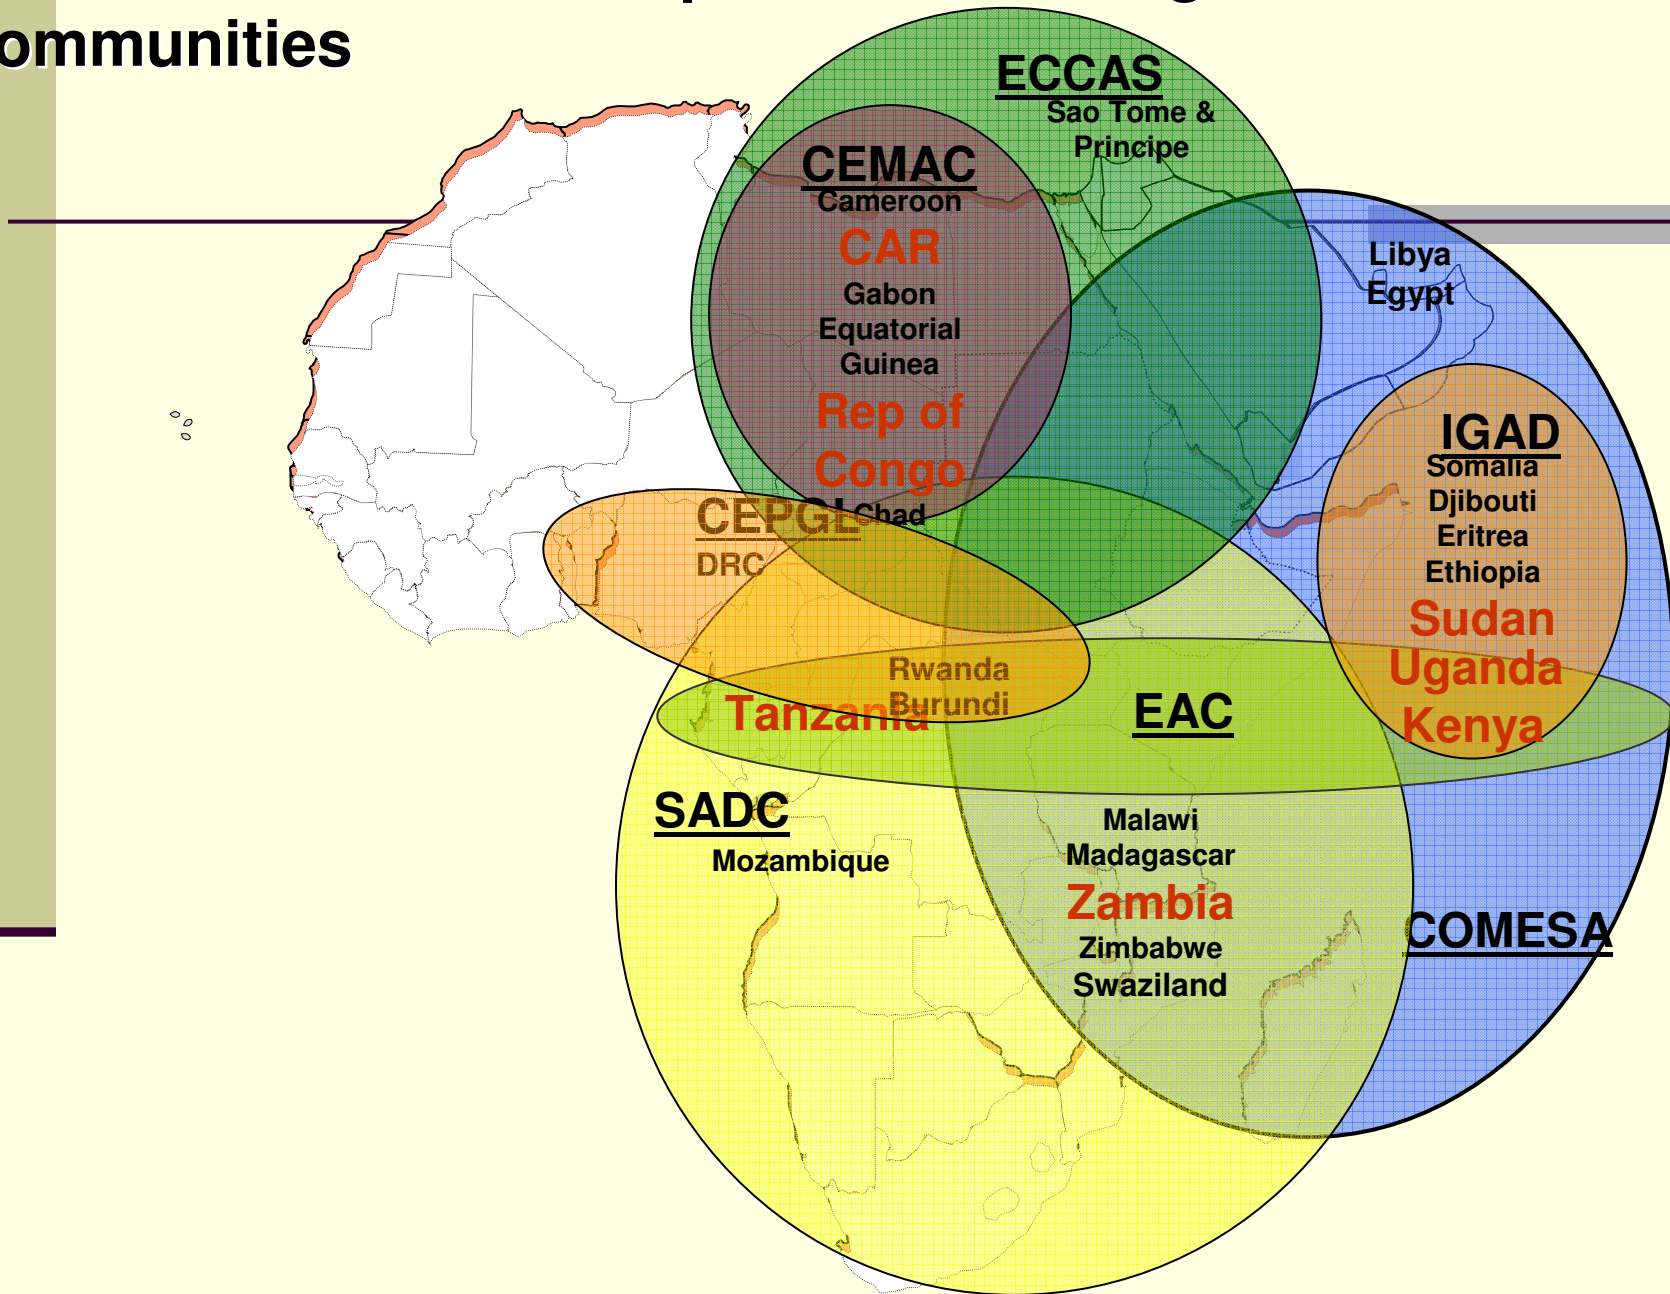 ommunities
ECCAS
Sao Tome &
Principe
CEMAC
Cameroon
CAR
Gabon
Equatorial
Guinea
Rep of
Congo
Chad
Libya
Egypt
IGAD
Somalia
Djibouti
Eritrea
Ethiopia
Sudan
Uganda
Kenya
CEPGL
DRC
Rwanda
Burundi
Tanzania
EAC
SADC
Mozambique
Malawi
Madagascar
Zambia
Zimbabwe
Swaziland
COMESA